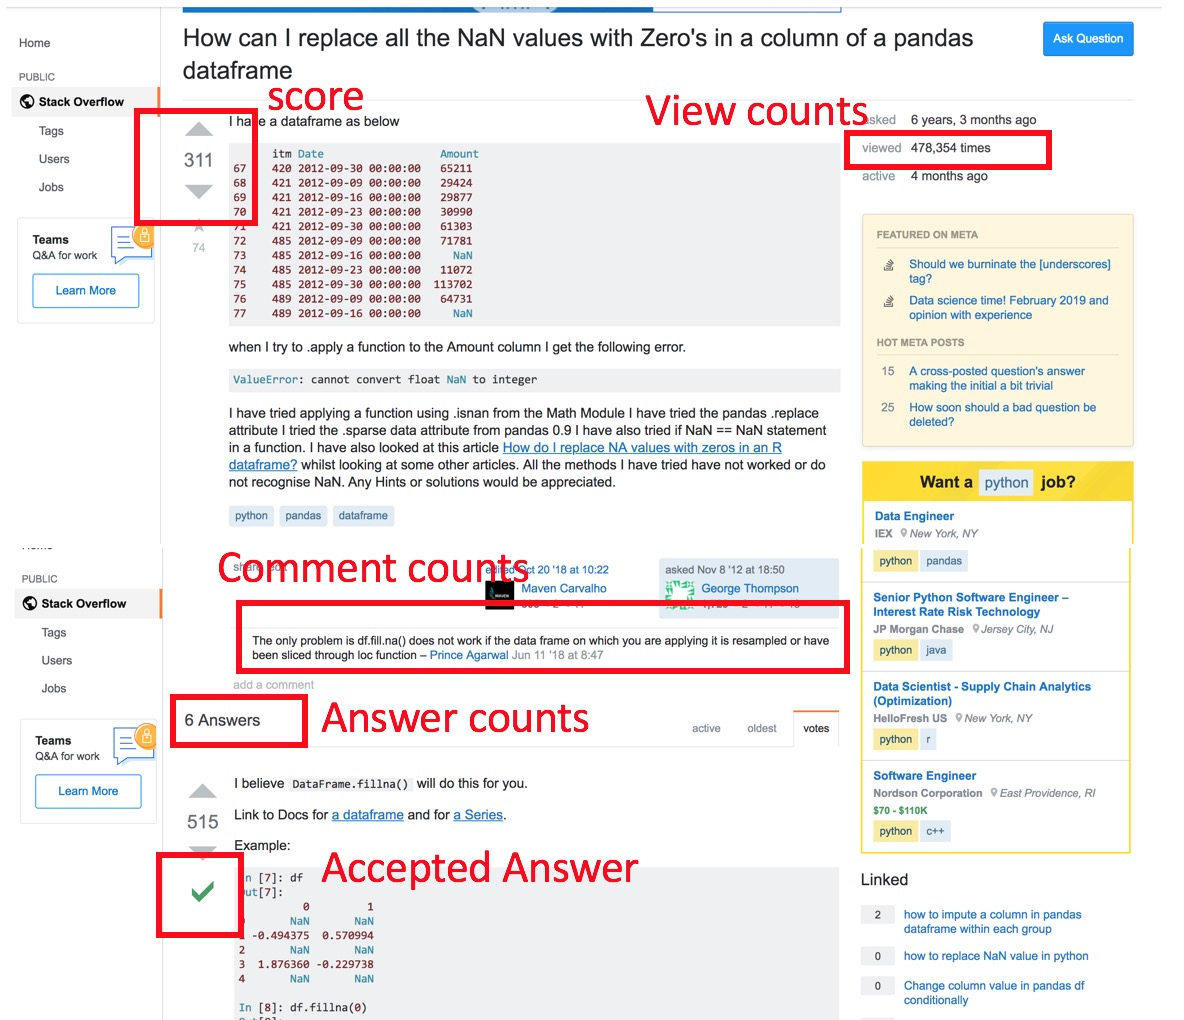 How can I replace all the NaN values with Zero's in a column of a pandas
dataframe
Ask Question
Home
PUBLIC
Stack Overflow
Tags
Users
Jobs
Teams
Q&A for work
Learn More
score
View counts
311
74
I have a dataframe as below
itm Date Amount
67 420 2012-09-30 00:00:00 65211
68 421 2012-09-09 00:00:00 29424
69 421 2012-09-16 00:00:00 29877
70 421 2012-09-23 00:00:00 30990
71 421 2012-09-30 00:00:00 61303
72 485 2012-09-09 00:00:00 71781
73 485 2012-09-16 00:00:00 NaN
74 485 2012-09-23 00:00:00 11072
75 485 2012-09-30 00:00:00 113702
76 489 2012-09-09 00:00:00 64731
77 489 2012-09-16 00:00:00 NaN
when I try to .apply a function to the Amount column I get the following error.
ValueError: cannot convert float NaN to integer
I have tried applying a function using .isnan from the Math Module I have tried the pandas .replace
attribute I tried the .sparse data attribute from pandas 0.9 I have also tried if NaN == NaN statement
in a function. I have also looked at this article How do I replace NA values with zeros in an R
dataframe? whilst looking at some other articles. All the methods I have tried have not worked or do
not recognise NaN. Any Hints or solutions would be appreciated.
python pandas dataframe
asked 6 years, 3 months ago
viewed 478,354 times
active 4 months ago
FEATURED ON META
Should we burninate the [underscores]
tag?
Data science time! February 2019 and
opinion with experience
HOT META POSTS
15 A cross-posted question's answer
making the initial a bit trivial
25 How soon should a bad question be
deleted?
Want a python job?
Data Engineer
IEX New York, NY
python pandas
Senior Python Software Engineer –
Interest Rate Risk Technology
JP Morgan Chase Jersey City, NJ
python java
Data Scientist - Supply Chain Analytics
(Optimization)
HelloFresh US New York, NY
python r
Software Engineer
Nordson Corporation East Providence, RI
$70 - $110K
python c++
Linked
2 how to impute a column in pandas
dataframe within each group
0 how to replace NaN value in python
0 Change column value in pandas df
conditionally
PUBLIC
Stack Overflow
Tags
Users
Jobs
Teams
Q&A for work
Learn More
Comment counts
share edit
edited Oct 20 '18 at 10:22
Maven Carvalho
asked Nov 8 '12 at 18:50
George Thompson
The only problem is df.fill.na() does not work if the data frame on which you are applying it is resampled or have
been sliced through loc function – Prince Agarwal Jun 11 '18 at 8:47
add a comment
6 Answers
Answer counts
active oldest votes
515
I believe DataFrame.fillna() will do this for you.
Link to Docs for a dataframe and for a Series.
Example:
Accepted Answer
In [7]: df
Out[7]:
0 1
NaN NaN
-0.494375 0.570994
2 NaN NaN
3 1.876360 -0.229738
4 NaN NaN
In [8]: df.fillna(0)